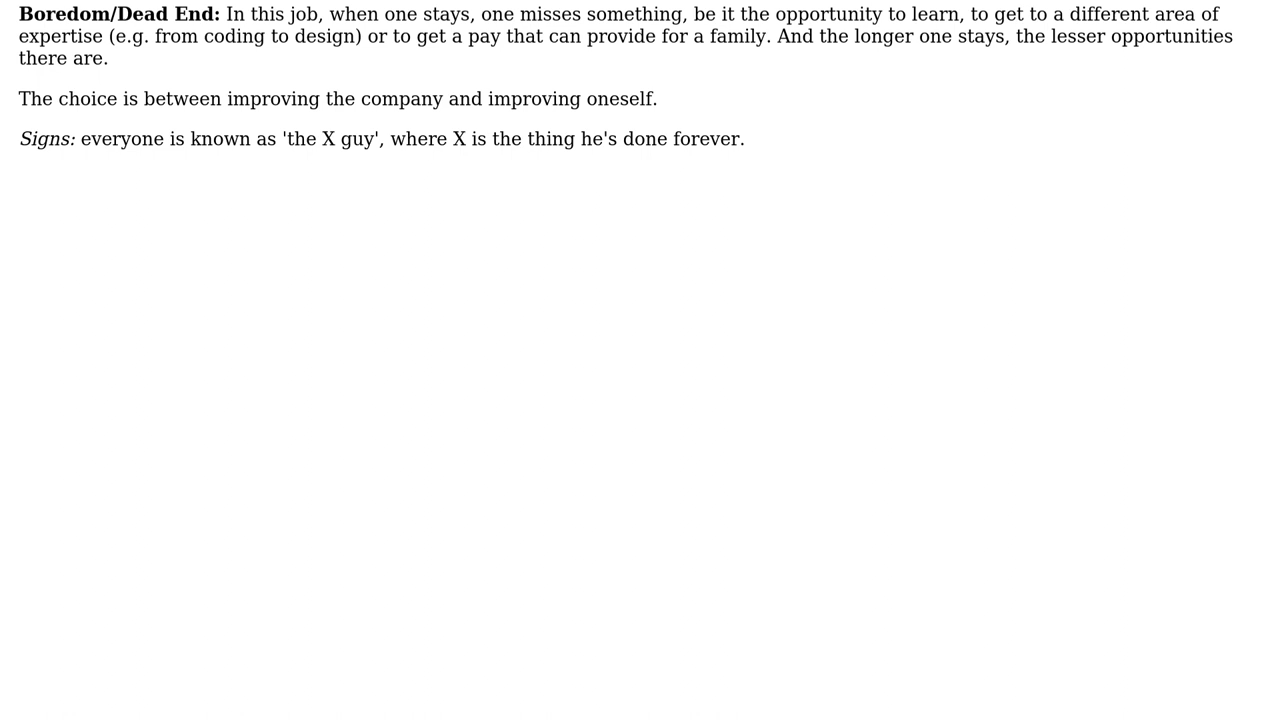 Boredom/Dead End: In this job, when one stays, one misses something, be it the opportunity to learn, to get to a different area of
expertise (e.g. from coding to design) or to get a pay that can provide for a family. And the longer one stays, the lesser opportunities
there are.
The choice is between improving the company and improving oneself.
Signs: everyone is known as 'the X guy', where X is the thing he's done forever.